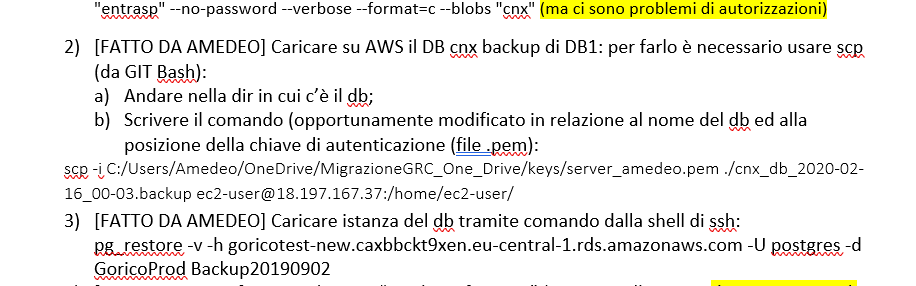 "entrasp" --no-password --verbose --format=c --blobs "cnx" (ma ci sono problemi di autorizzazioni)
2) [FATTO DA AMEDEO] Caricare su AWS il DB cnx backup di DB1: per farlo è necessario usare scp
(da GIT Bash):
a) Andare nella dir in cui c'è il db;
b) Scrivere il comando (opportunamente modificato in relazione al nome del db ed alla
posizione della chiave di autenticazione (file .pem):
scp -i C:/Users/Amedeo/OneDrive/MigrazioneGRC_One_Drive/keys/server_amedeo.pem ./cnx_db_2020-02-
16_00-03.backup ec2-user@18.197.167.37:/home/ec2-user/
3) [FATTO DA AMEDEO] Caricare istanza del db tramite comando dalla shell di ssh:
pg_restore -v -h goricotest-new.caxbbckt9xen.eu-central-1.rds.amazonaws.com -U postgres -d
GoricoProd Backup20190902